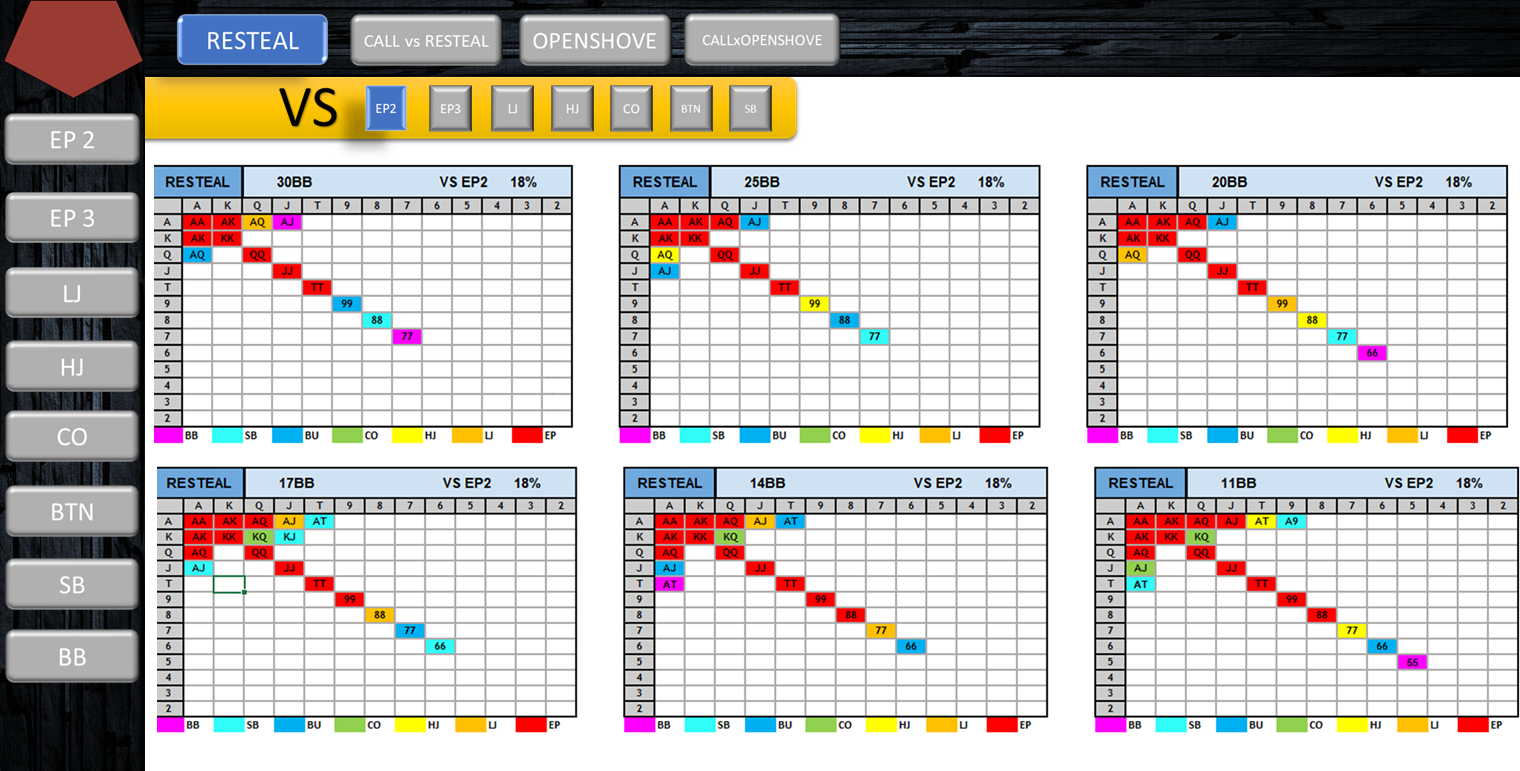 RESTEAL CALL vs RESTEAL OPENSHOVE CALLxOPENSHOVE
VS EP2 EP3 LJ HJ CO BTN SB
EP 2
EP 3
LJ
HJ
CO
BTN
SB
BB
RESTEAL 30BB VS EP2 18%
A K Q J T 9 8 7 6 5 4 3 2
A AA AK AQ AJ
K AK KK
Q AQ QQ
J JJ
T TT
9 99
8 88
7 77
6
5
4
3
2
BB SB BU CO HJ LJ EP
RESTEAL 25BB VS EP2 18%
A K Q J T 9 8 7 6 5 4 3 2
A AA AK AQ AJ
K AK KK
Q AQ QQ
J AJ JJ
T TT
9 99
8 88
7 77
6
5
4
3
2
BB SB BU CO HJ LJ EP
RESTEAL 20BB VS EP2 18%
A K Q J T 9 8 7 6 5 4 3 2
A AA AK AQ AJ
K AK KK
Q AQ QQ
J JJ
T TT
9 99
8 88
7 77
6 66
5
4
3
2
BB SB BU CO HJ LJ EP
RESTEAL 17BB VS EP2 18%
A K Q J T 9 8 7 6 5 4 3 2
A AA AK AQ AJ AT
K AK KK KQ KJ
Q AQ QQ
J AJ JJ
T TT
9 99
8 88
7 77
6 66
5
4
3
2
BB SB BU CO HJ LJ EP
RESTEAL 14BB VS EP2 18%
A K Q J T 9 8 7 6 5 4 3 2
A AA AK AQ AJ AT
K AK KK KQ
Q AQ QQ
J AJ JJ
T AT TT
9 99
8 88
7 77
6 66
5
4
3
2
BB SB BU CO HJ LJ EP
RESTEAL 11BB VS EP2 18%
A K Q J T 9 8 7 6 5 4 3 2
A AA AK AQ AJ AT A9
K AK KK KQ
Q AQ QQ
J AJ JJ
T AT TT
9 99
8 88
7 77
6 66
5 55
4
3
2
BB SB BU CO HJ LJ EP